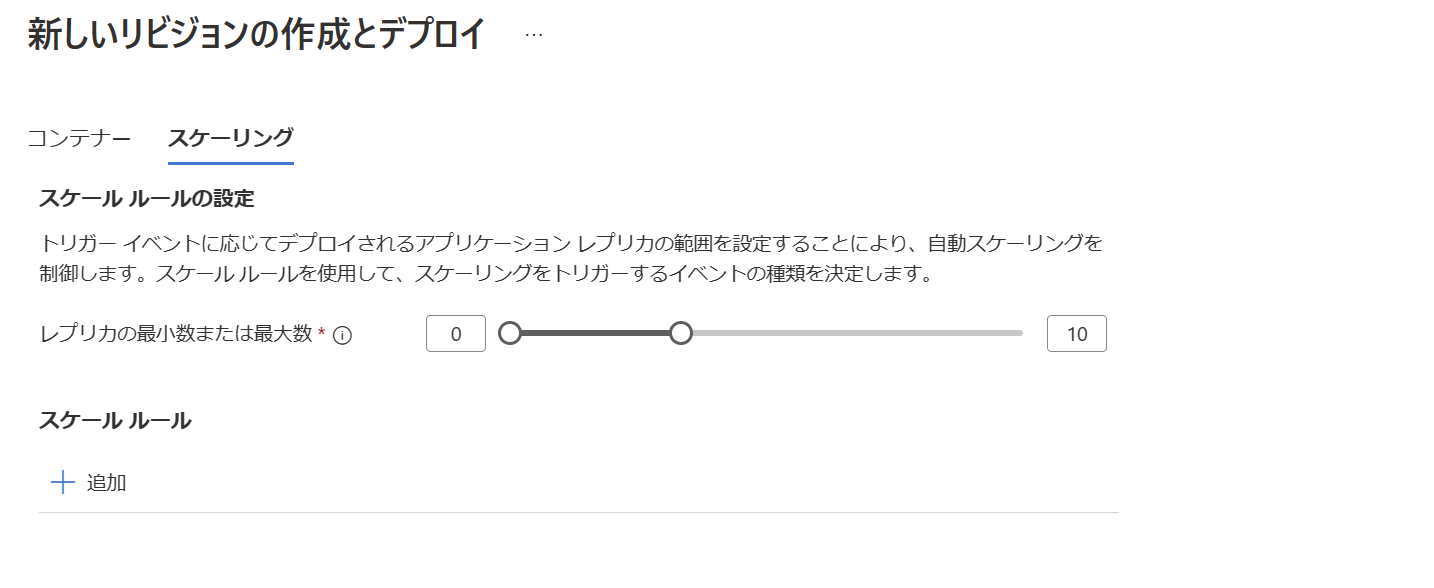 新しいリビジョンの作成とデプロイ ...
コンテナー スケーリング
スケール ルールの設定
トリガー イベントに応じてデプロイされるアプリケーション レプリカの範囲を設定することにより、自動スケーリングを
制御します。スケール ルールを使用して、スケーリングをトリガーするイベントの種類を決定します。
レプリカの最小数または最大数 * 0 10
スケール ルール
追加